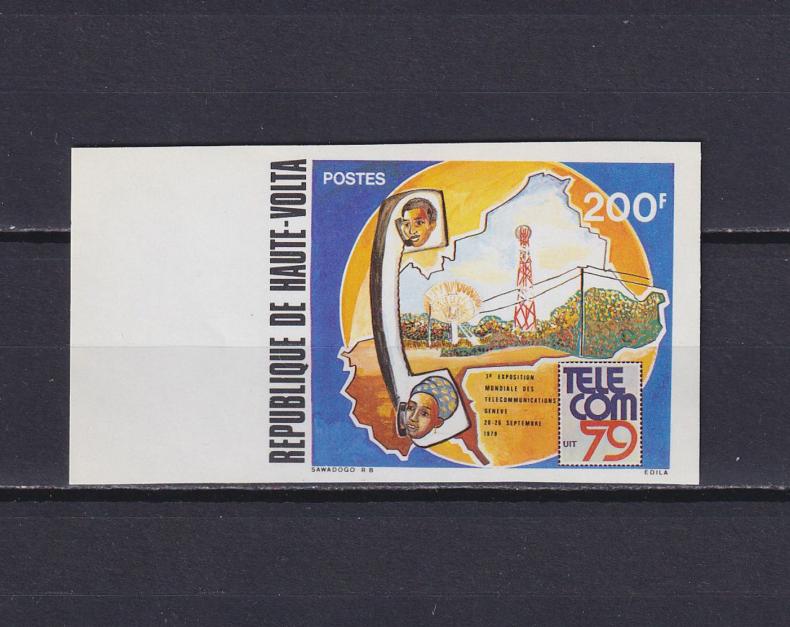 REPUBLIQUE DE HAUTE-VOLTA
POSTES
200F
3e EXPOSITION
MONDIALE DES
TELECOMMUNICATIONS
GENEVE
20-26 SEPTEMBRE
1979
TELE
COM
UIT 79
SAWADOGO R B
EDILA